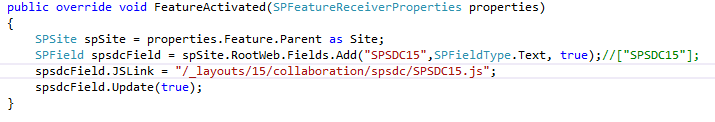 public override void FeatureActivated(SPFeatureReceiverProperties properties)
{
SPSite spSite = properties.Feature.Parent as Site;
SPField spsdcField = spSite.RootWeb.Fields.Add("SPSDC15",SPFieldType.Text, true);//["SPSDC15"];
spsdcField.JSLink = "/_layouts/15/collaboration/spsdc/SPSDC15.js";
spsdcField.Update(true);
}